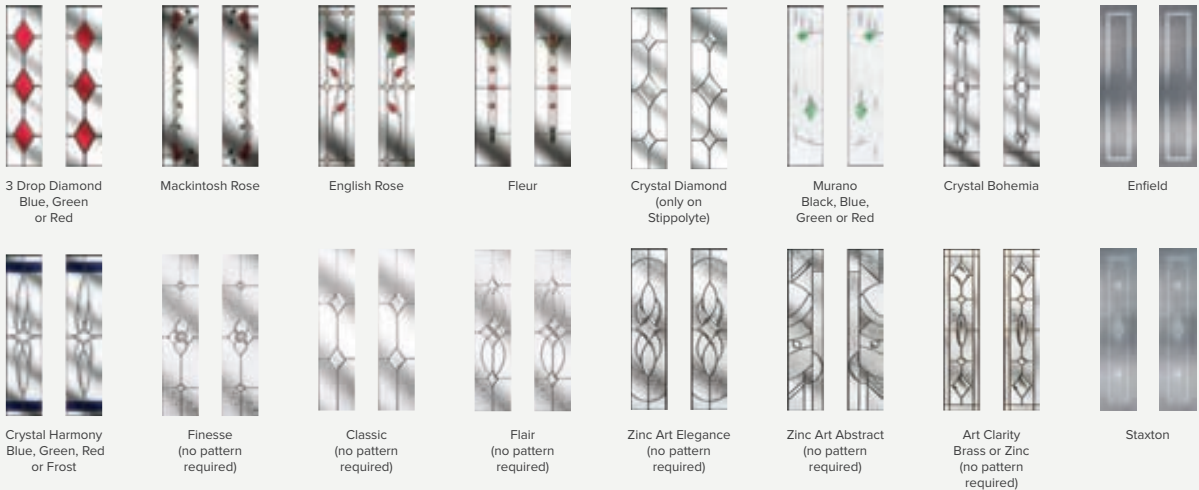 3 Drop Diamond
Blue, Green
or Red
Mackintosh Rose
English Rose
Fleur
Crystal Diamond
(only on
Stippolyte)
Murano
Black, Blue,
Green or Red
Crystal Bohemia
Enfield
Crystal Harmony
Blue, Green, Red
or Frost
Finesse
(no pattern
required)
Classic
(no pattern
required)
Flair
(no pattern
required)
Zinc Art Elegance
(no pattern
required)
Zinc Art Abstract
(no pattern
required)
Art Clarity
Brass or Zinc
(no pattern
required)
Staxton